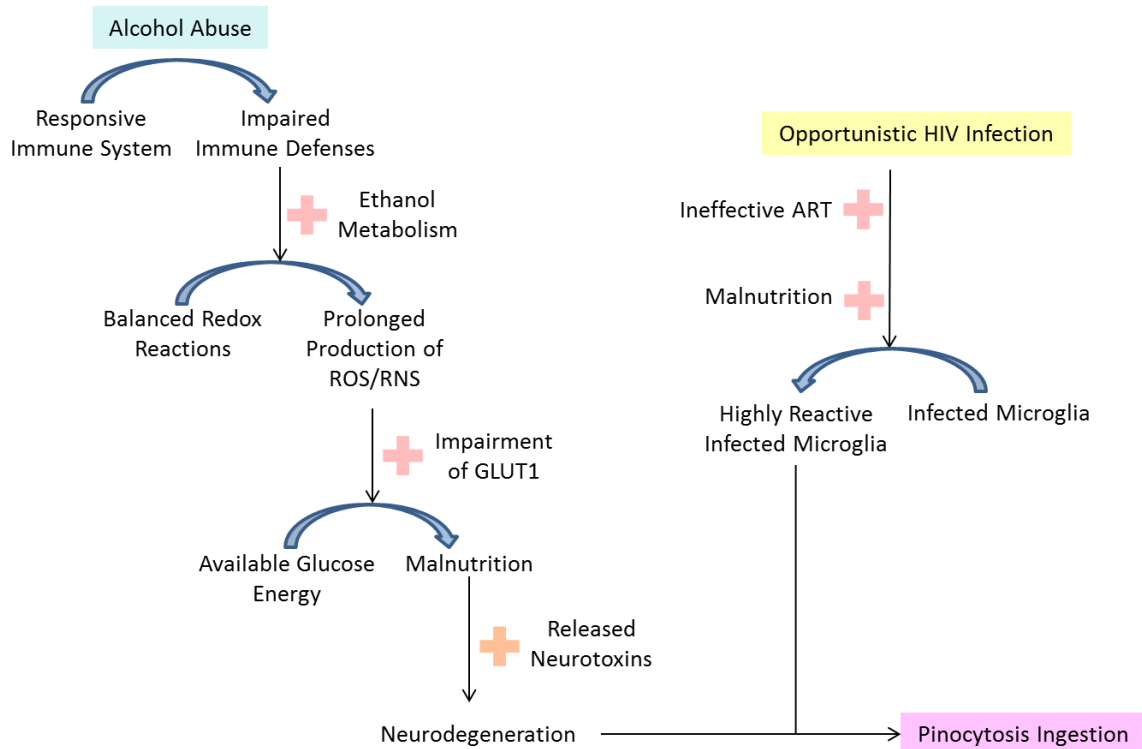 Alcohol Abuse
Responsive
Immune System
Impaired
Immune Defenses
Ethanol
Metabolism
Balanced Redox
Reactions
Prolonged
Production of
ROS/RNS
Impairment
of GLUT1
Available Glucose
Energy
Malnutrition
Released
Neurotoxins
Neurodegeneration
Opportunistic HIV Infection
Ineffective ART
Malnutrition
Highly Reactive
Infected Microglia
Infected Microglia
Pinocytosis Ingestion